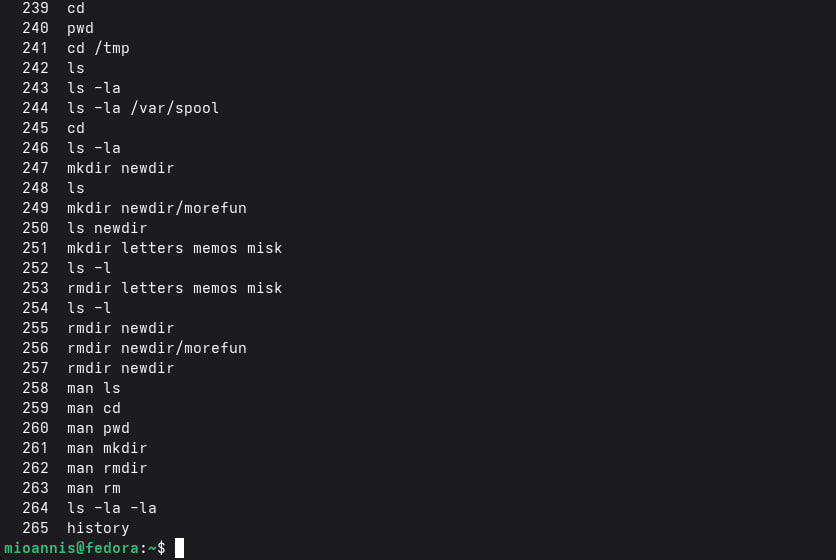 239 cd
240 pwd
241 cd /tmp
242 ls
243 ls -la
244 ls -la /var/spool
245 cd
246 ls -la
247 mkdir newdir
248 ls
249 mkdir newdir/morefun
250 ls newdir
251 mkdir letters memos misk
252 ls -l
253 rmdir letters memos misk
254 ls -l
255 rmdir newdir
256 rmdir newdir/morefun
257 rmdir newdir
258 man ls
259 man cd
260 man pwd
261 man mkdir
262 man rmdir
263 man rm
264 ls -la -la
265 history
mioannis@fedora:~$